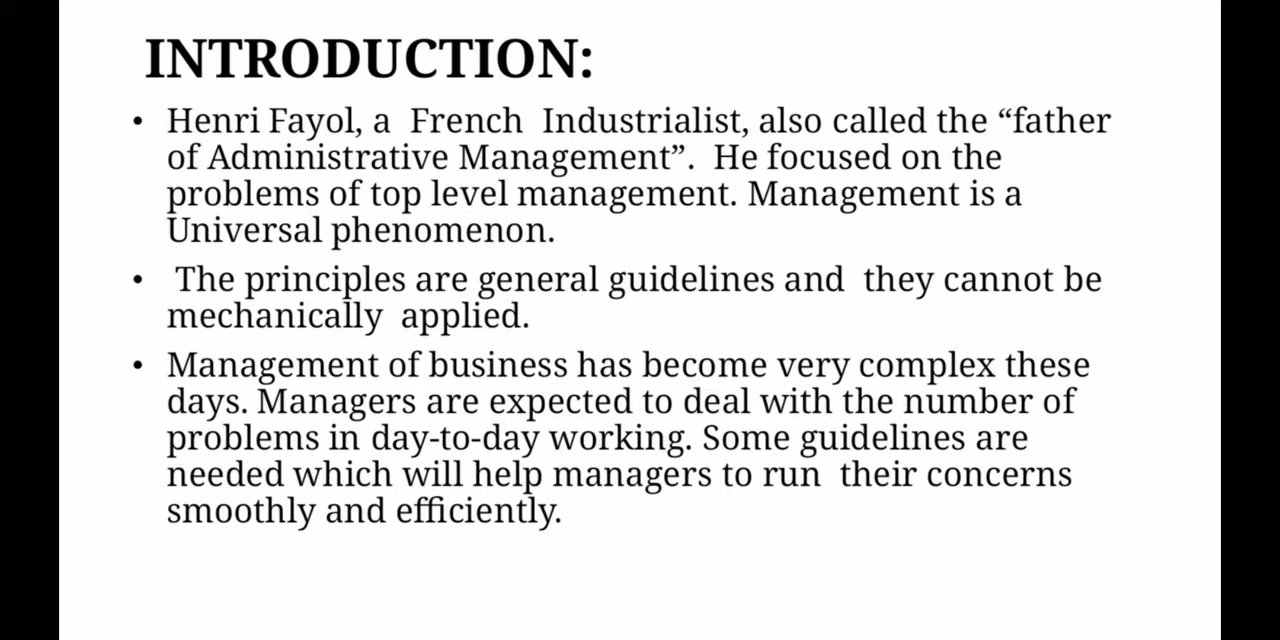 INTRODUCTION:
• Henri Fayol, a French Industrialist, also called the “father
of Administrative Management”. He focused on the
problems of top level management. Management is a
Universal phenomenon.
• The principles are general guidelines and they cannot be
mechanically applied.
• Management of business has become very complex these
days. Managers are expected to deal with the number of
problems in day-to-day working. Some guidelines are
needed which will help managers to run their concerns
smoothly and efficiently.